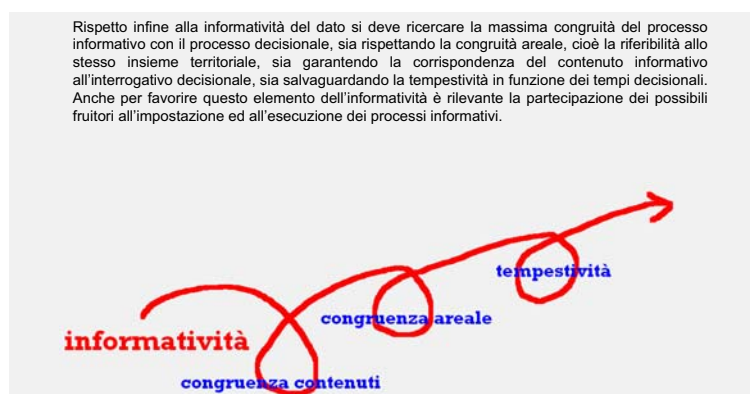 Rispetto infine alla informatività del dato si deve ricercare la massima congruità del processo
informativo con il processo decisionale, sia rispettando la congruità areale, cioè la riferibilità allo
stesso insieme territoriale, sia garantendo la corrispondenza del contenuto informativo
all'interrogativo decisionale, sia salvaguardando la tempestività in funzione dei tempi decisionali.
Anche per favorire questo elemento dell'informatività è rilevante la partecipazione dei possibili
fruitori all'impostazione ed all'esecuzione dei processi informativi.
tempestività
congruenza areale
informatività
congruenza contenuti